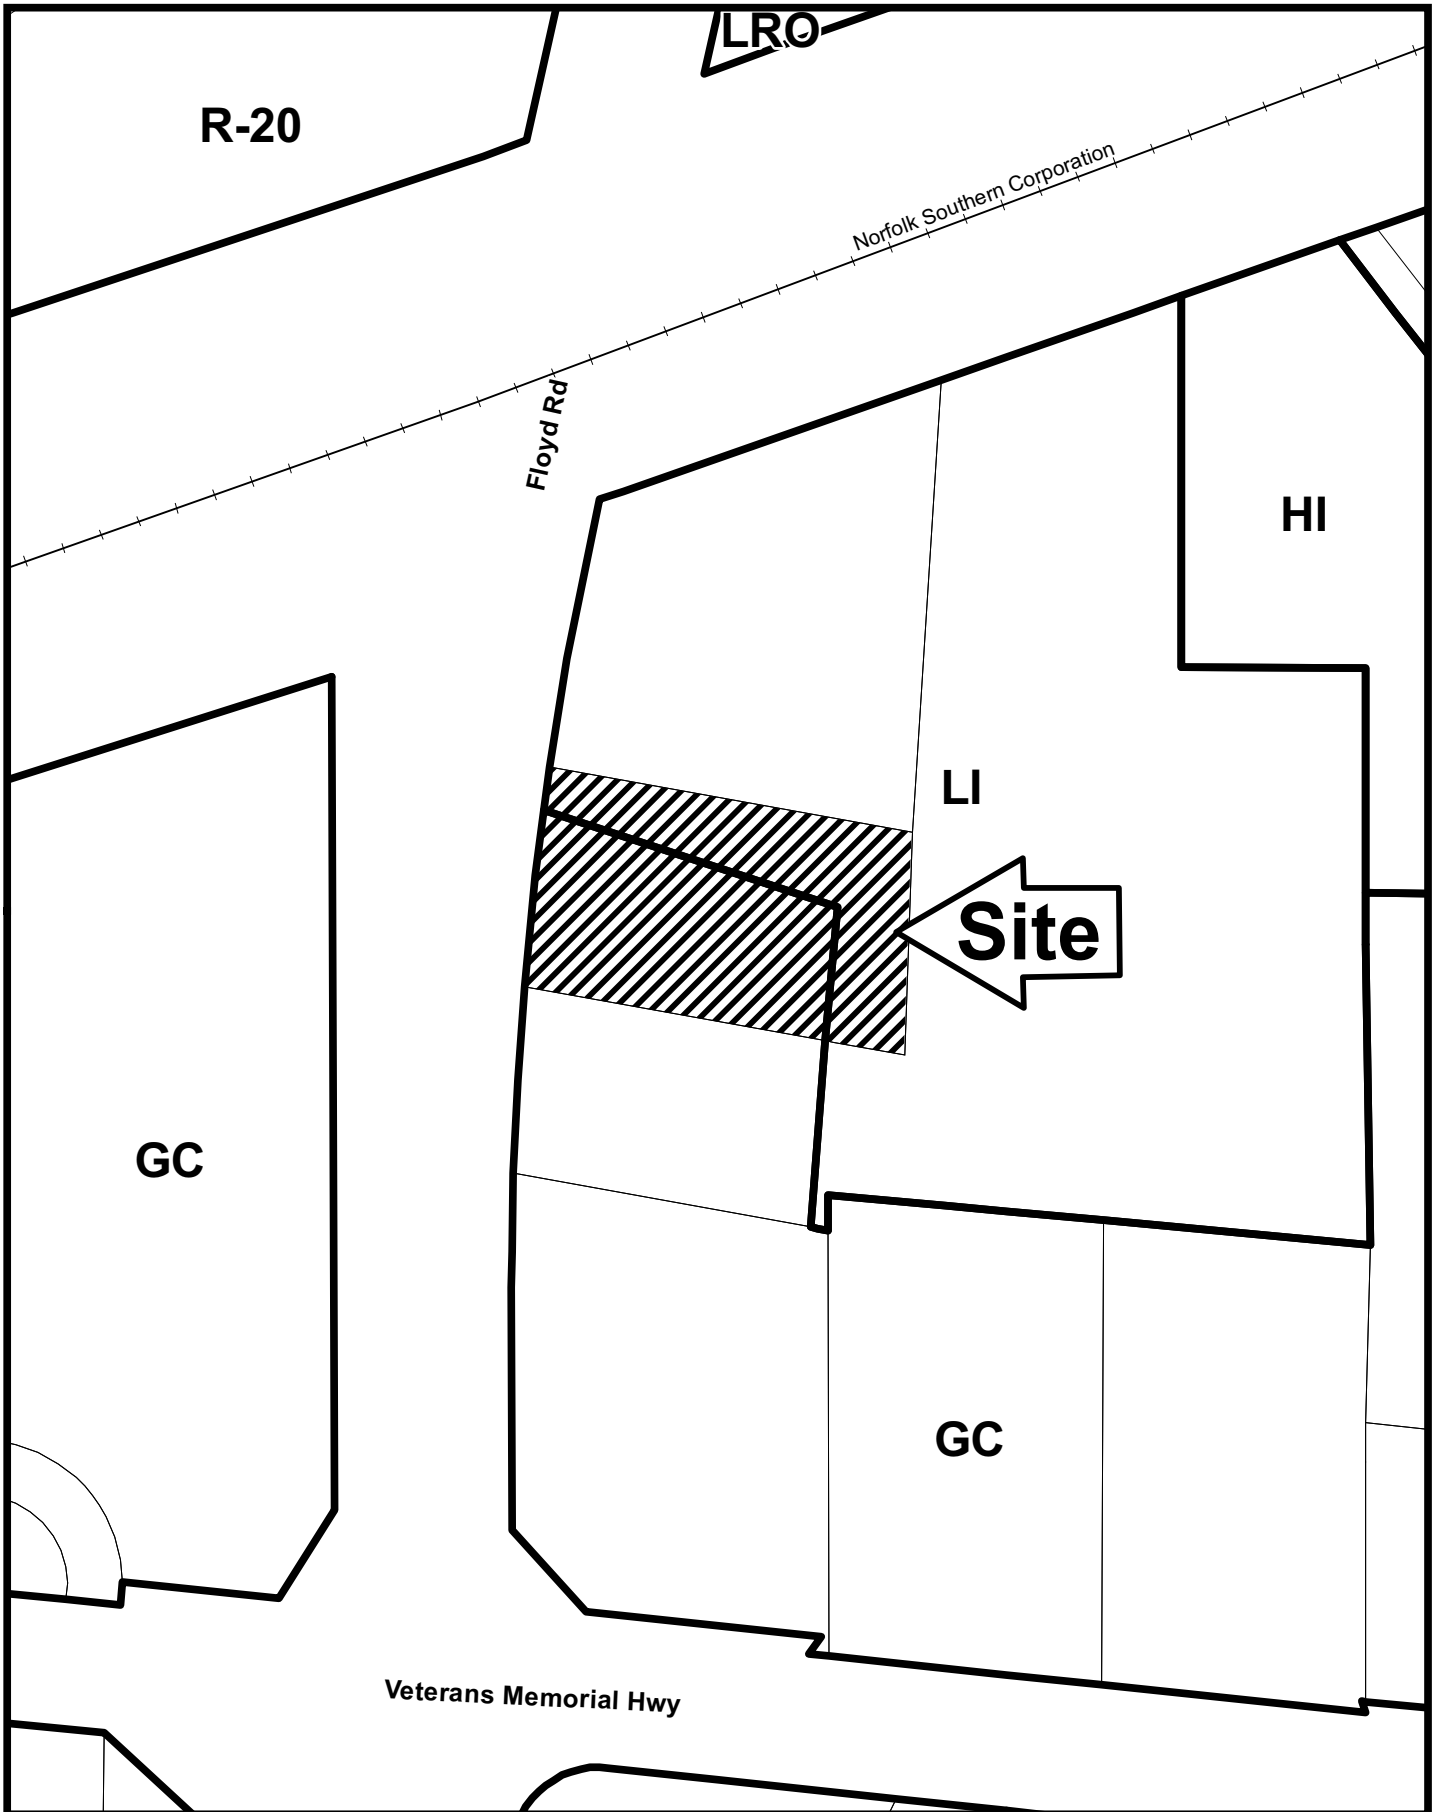 LRO
R-20
Norfolk Southern Corporation
Floyd Rd
HI
LI
Site
GC
GC
Veterans Memorial Hwy